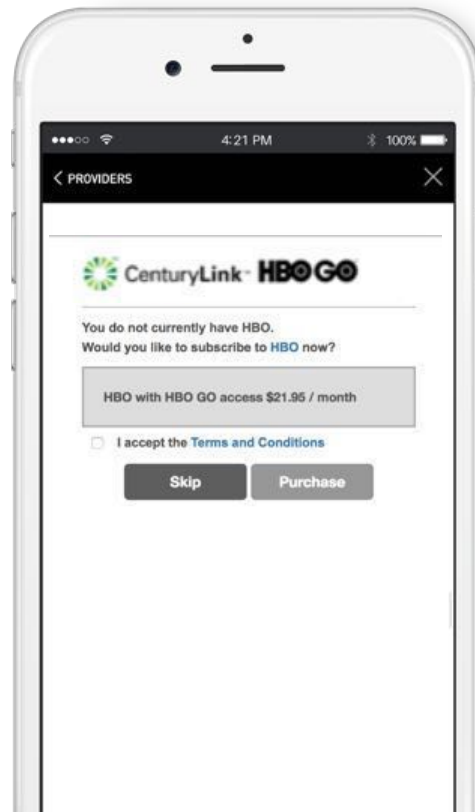 4:21 PM 100%
< PROVIDERS
CenturyLink™ HBO GO
You do not currently have HBO.
Would you like to subscribe to HBO now?
HBO with HBO GO access $21.95 / month
I accept the Terms and Conditions
Skip Purchase